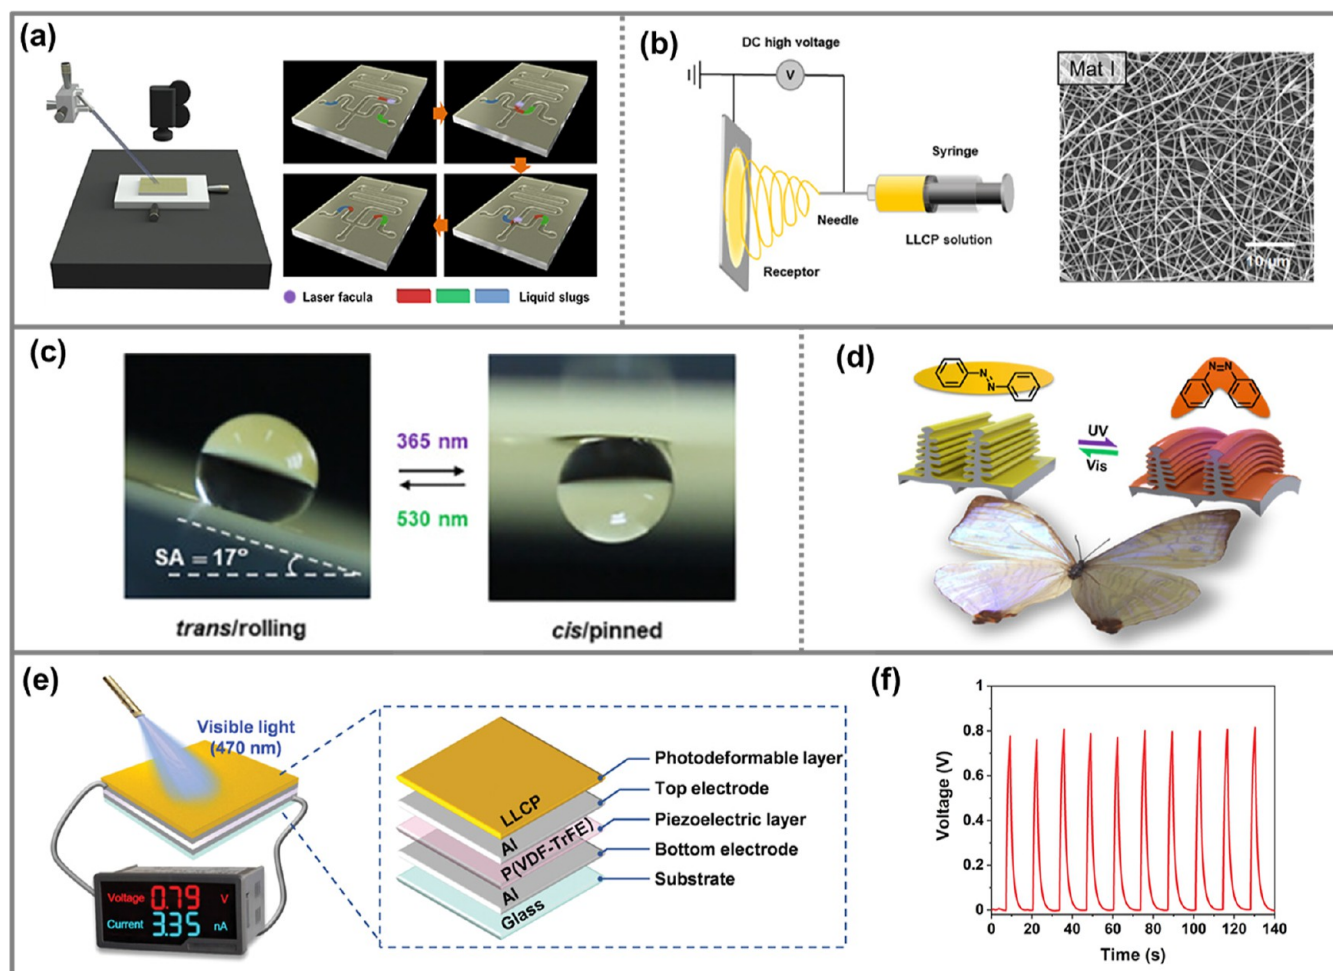 (a)
Laser facula
Liquid slugs
(b)
DC high voltage
V
Syringe
Needle
LLCP solution
Receptor
Mat I
10 μm
(c)
SA = 17°
365 nm
530 nm
trans/rolling
cis/pinned
(d)
N
N
N=N
UV
Vis
(e)
Visible light
(470 nm)
Voltage 0.79 V
Current 3.35 nA
LLCP
Al
P(VDF-TrFE)
Al
Glass
Photodeformable layer
Top electrode
Piezoelectric layer
Bottom electrode
Substrate
(f)
Voltage (V)
1
0.8
0.6
0.4
0.2
0
0 20 40 60 80 100 120 140
Time (s)